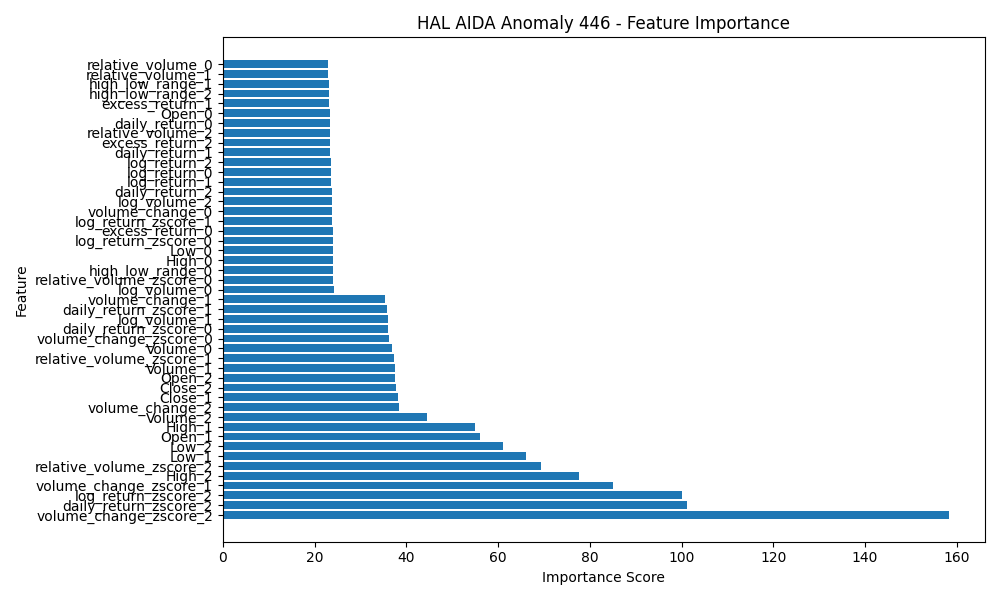 HAL AIDA Anomaly 446 - Feature Importance
Feature
relative_volume_0
relative_volume_1
high_low_range_1
high_low_range_2
excess_return_1
Open_0
daily_return_0
relative_volume_2
excess_return_2
daily_return_1
log_return_2
log_return_0
log_return_1
daily_return_2
log_volume_2
volume_change_0
log_return_zscore_1
excess_return_0
log_return_zscore_0
Low_0
High_0
high_low_range_0
relative_volume_zscore_0
log_volume_0
volume_change_1
daily_return_zscore_1
log_volume_1
daily_return_zscore_0
volume_change_zscore_0
Volume_0
relative_volume_zscore_1
Volume_1
Open_2
Close_2
Close_1
volume_change_2
Volume_2
High_1
Open_1
Low_2
Low_1
relative_volume_zscore_2
High_2
volume_change_zscore_1
log_return_zscore_2
daily_return_zscore_2
volume_change_zscore_2
0 20 40 60 80 100 120 140 160
Importance Score